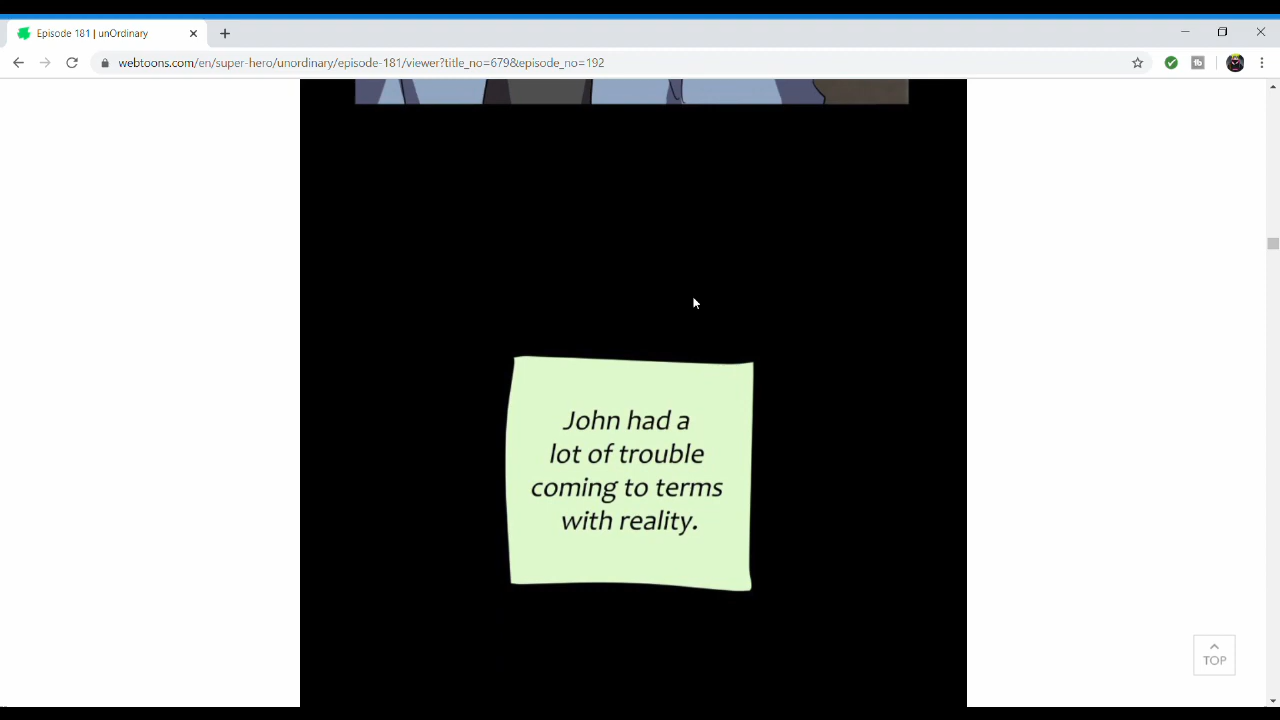 Episode 181 | unOrdinary
webtoons.com/en/super-hero/unordinary/episode-181/viewer?title_no=679&episode_no=192
John had a
lot of trouble
coming to terms
with reality.
TOP